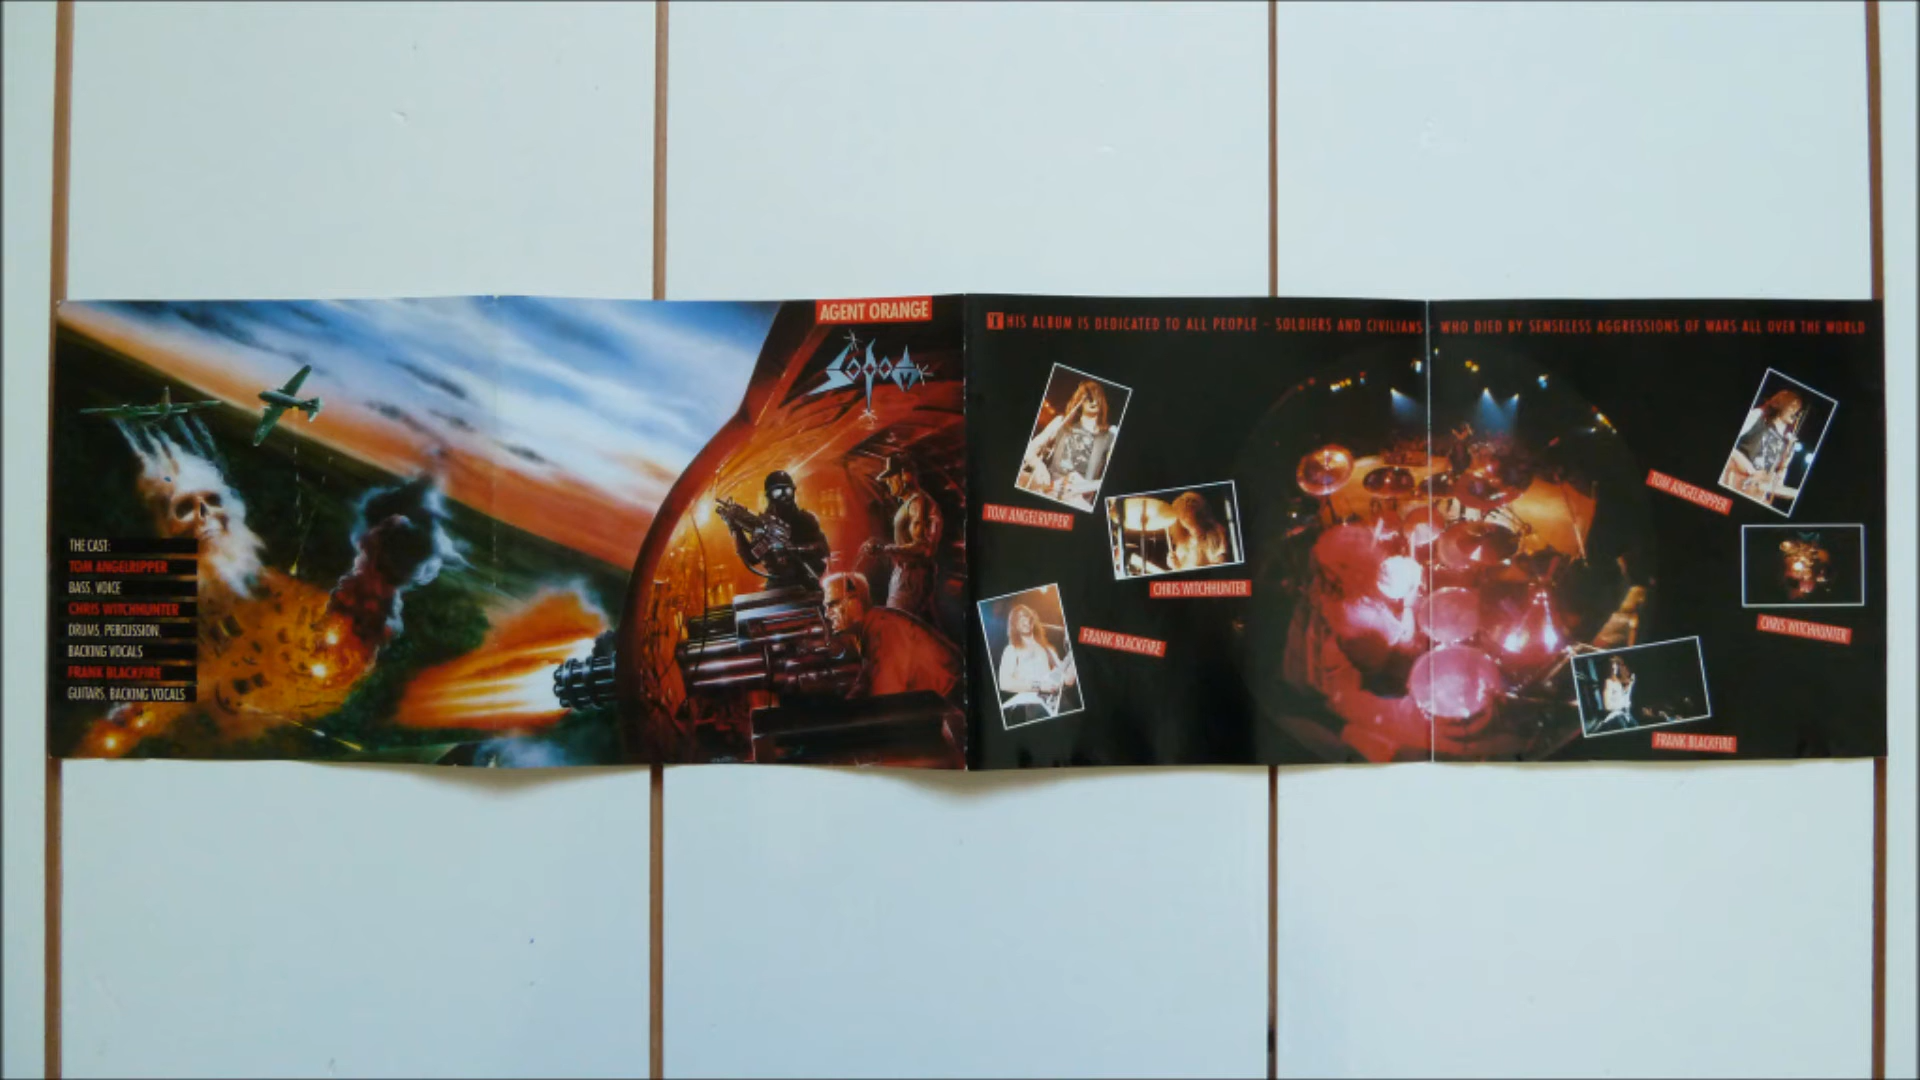 AGENT ORANGE
Sodom
THE CAST:
TOM ANGELRIPPER
BASS, VOICE
CHRIS WITCHHUNTER
DRUMS, PERCUSSION,
BACKING VOCALS
FRANK BLACKFIRE
GUITARS, BACKING VOCALS
THIS ALBUM IS DEDICATED TO ALL PEOPLE – SOLDIERS AND CIVILIANS – WHO DIED BY SENSELESS AGGRESSIONS OF WARS ALL OVER THE WORLD
TOM ANGELRIPPER
CHRIS WITCHHUNTER
FRANK BLACKFIRE
TOM ANGELRIPPER
CHRIS WITCHHUNTER
FRANK BLACKFIRE